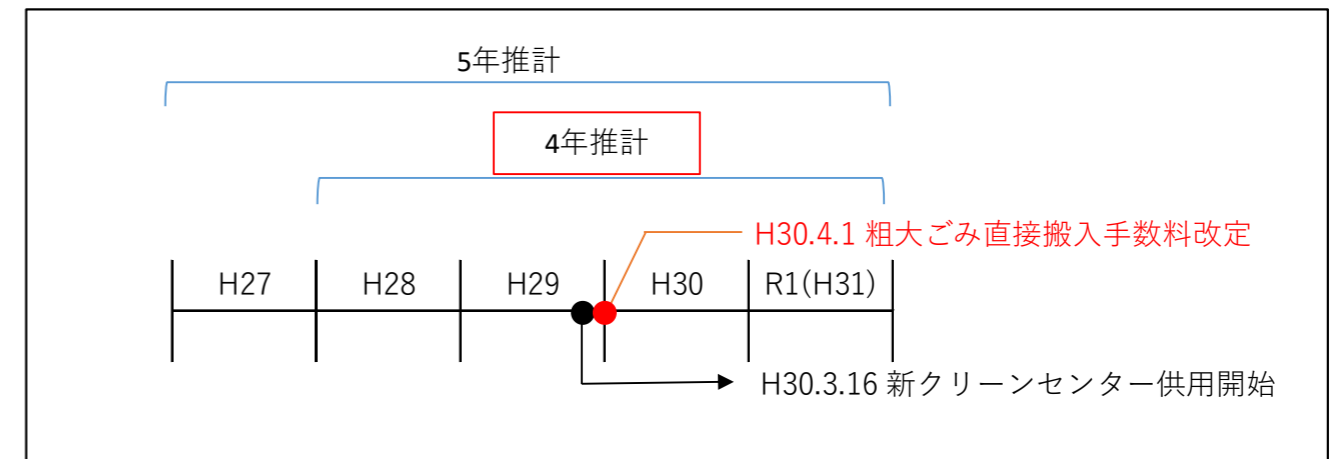 5年推計
4年推計
H30.4.1 粗大ごみ直接搬入手数料改定
H27 H28 H29 H30 R1(H31)
H30.3.16 新クリーンセンター供用開始